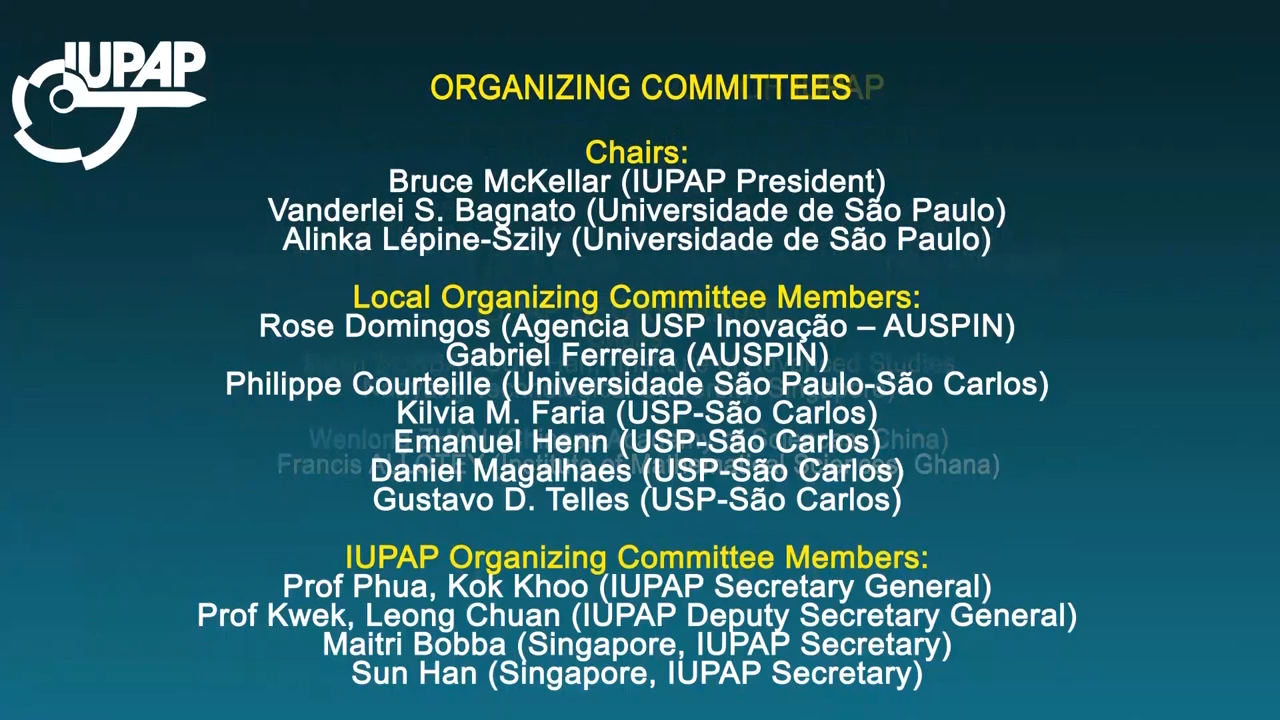 IUPAP
ORGANIZING COMMITTEES
Chairs:
Bruce McKellar (IUPAP President)
Vanderlei S. Bagnato (Universidade de São Paulo)
Alinka Lépine-Szily (Universidade de São Paulo)
Local Organizing Committee Members:
Rose Domingos (Agencia USP Inovação – AUSPIN)
Gabriel Ferreira (AUSPIN)
Philippe Courteille (Universidade São Paulo-São Carlos)
Kilvia M. Faria (USP-São Carlos)
Emanuel Henn (USP-São Carlos)
Daniel Magalhaes (USP-São Carlos)
Gustavo D. Telles (USP-São Carlos)
IUPAP Organizing Committee Members:
Prof Phua, Kok Khoo (IUPAP Secretary General)
Prof Kwek, Leong Chuan (IUPAP Deputy Secretary General)
Maitri Bobba (Singapore, IUPAP Secretary)
Sun Han (Singapore, IUPAP Secretary)